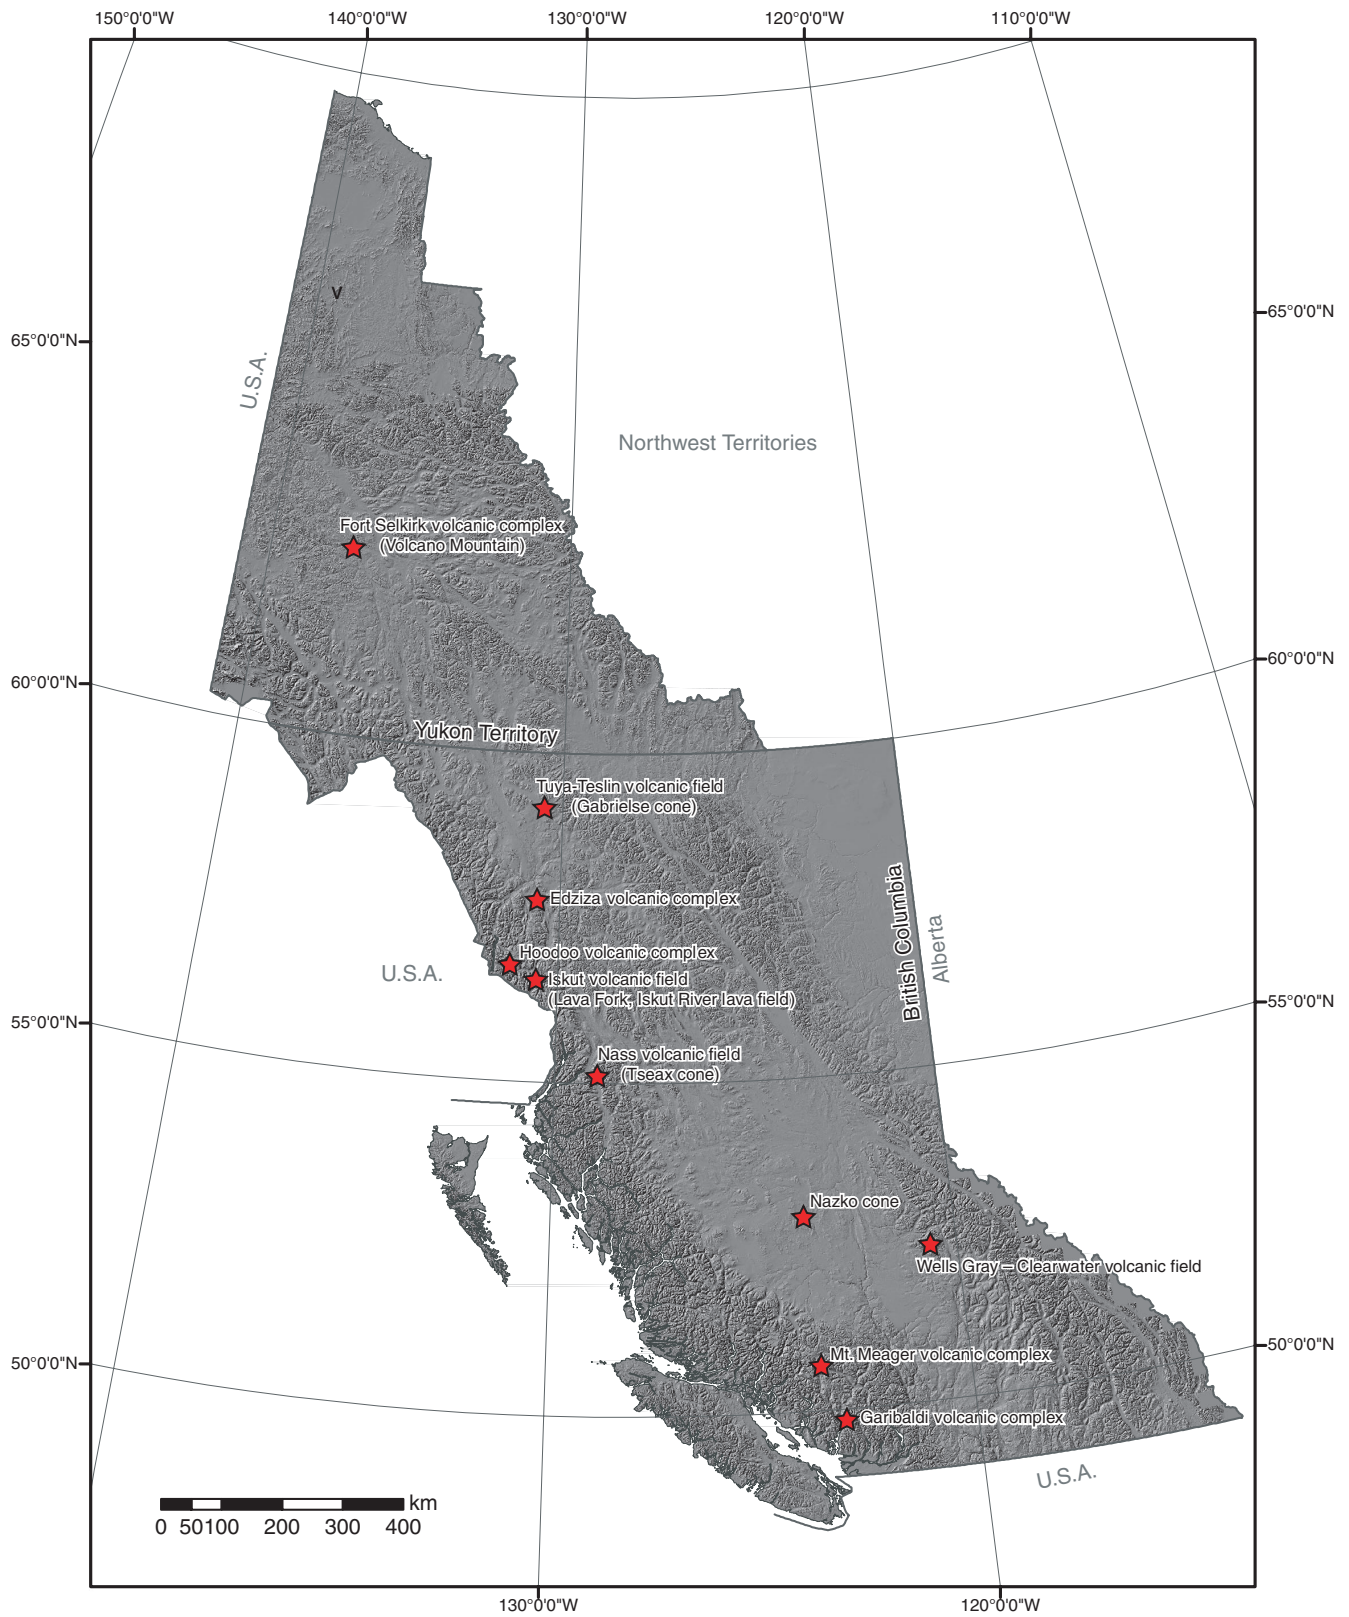 150°0'0"W 140°0'0"W 130°0'0"W 120°0'0"W 110°0'0"W
V
65°0'0"N
65°0'0"N
U.S.A.
Northwest Territories
Fort Selkirk volcanic complex
(Volcano Mountain)
60°0'0"N
60°0'0"N
Yukon Territory
Tuya-Teslin volcanic field
(Gabrielse cone)
Edziza volcanic complex
British Columbia
Alberta
Hoodoo volcanic complex
U.S.A.
Iskut volcanic field
(Lava Fork, Iskut River lava field)
55°0'0"N
55°0'0"N
Nass volcanic field
(Tseax cone)
Nazko cone
Wells Gray – Clearwater volcanic field
50°0'0"N
Mt. Meager volcanic complex
50°0'0"N
Garibaldi volcanic complex
U.S.A.
km
0 50 100 200 300 400
130°0'0"W 120°0'0"W